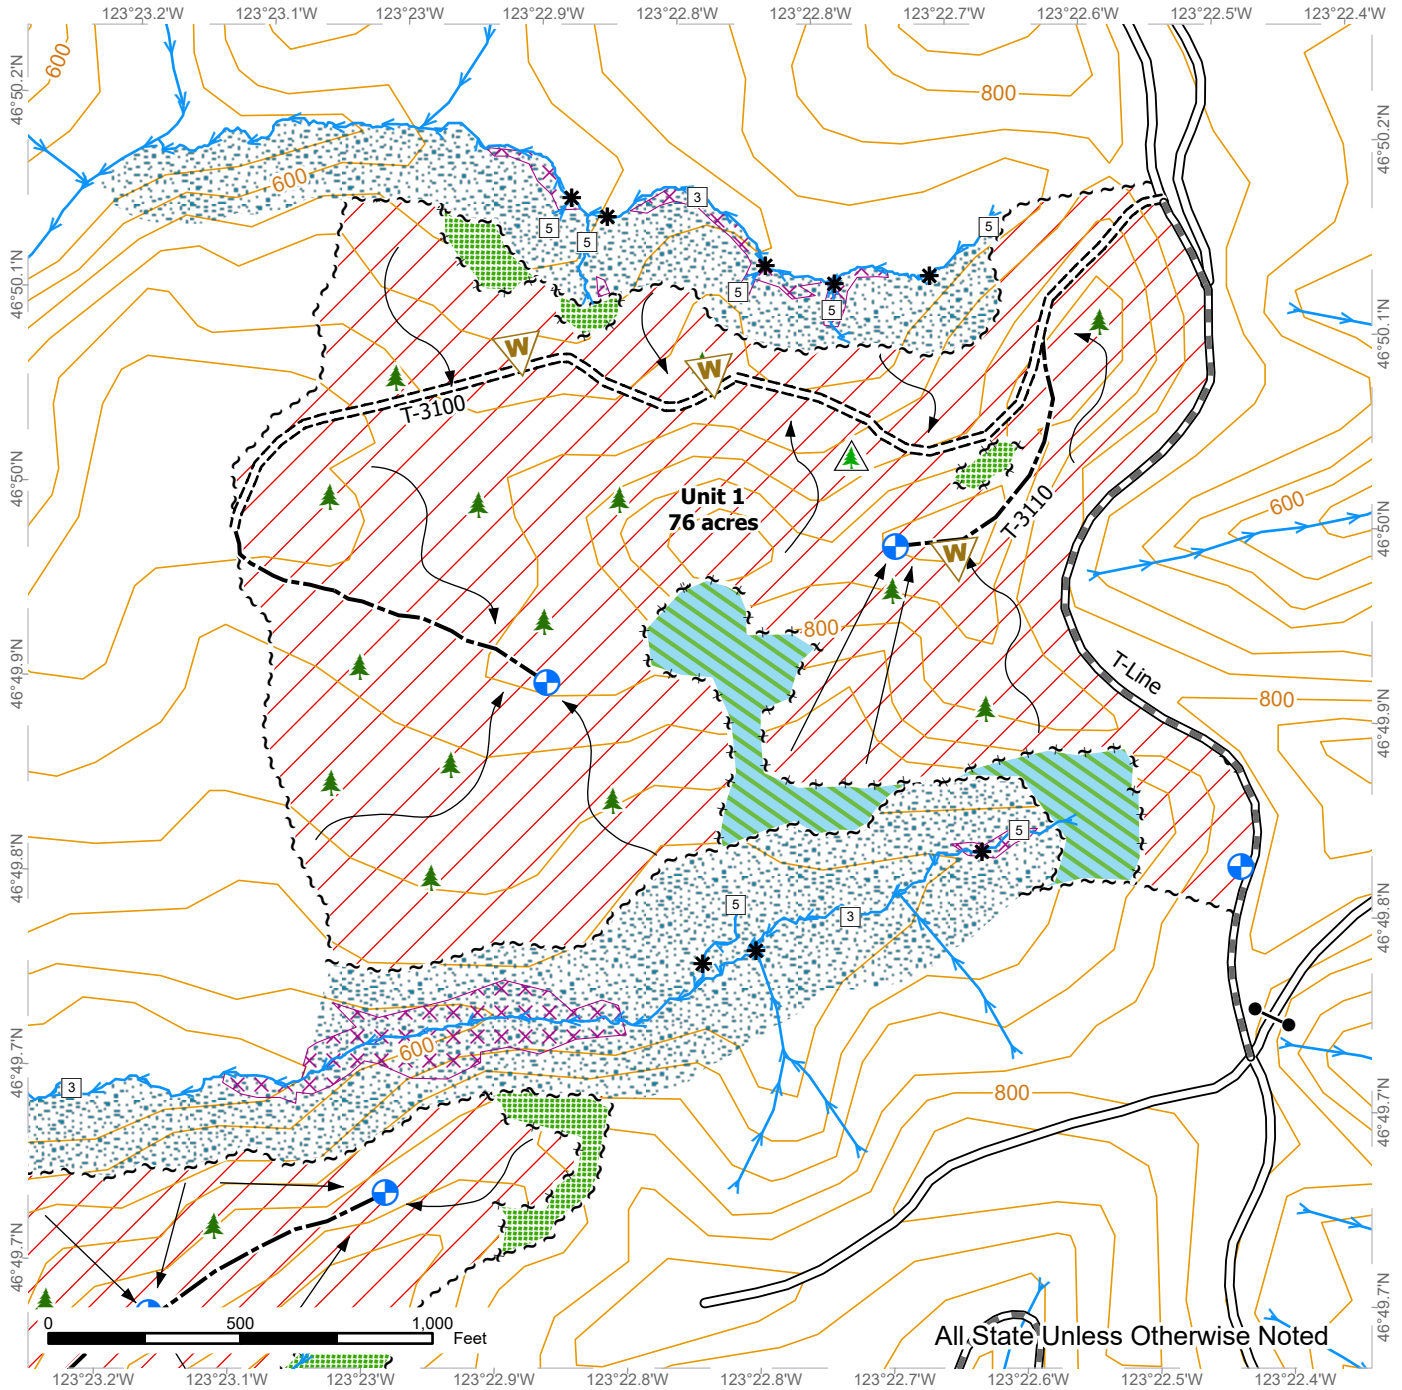 123°23.2'W 123°23.1'W 123°23'W 123°22.9'W 123°22.8'W 123°22.8'W 123°22.7'W 123°22.6'W 123°22.5'W 123°22.4'W
600
800
46°50.2'N
46°50.2'N
600
3
5
5
5
46°50.1'N
5
5
46°50.1'N
W
W
T-3100
46°50'N
Unit 1
76 acres
T-3110
600
46°50'N
W
800
46°49.9'N
T-Line
800
46°49.9'N
5
46°49.8'N
5
3
46°49.8'N
600
46°49.7'N
3
800
46°49.7'N
46°49.7'N
46°49.7'N
0 500 1,000
Feet
All State Unless Otherwise Noted
123°23.2'W 123°23.1'W 123°23'W 123°22.9'W 123°22.8'W 123°22.8'W 123°22.7'W 123°22.6'W 123°22.5'W 123°22.4'W